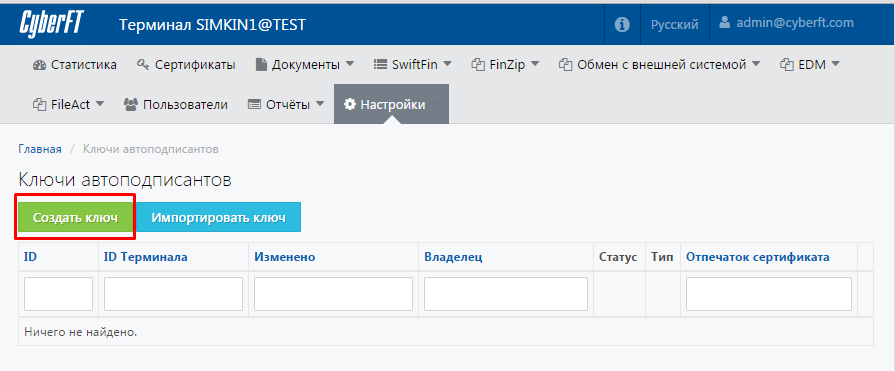 CyberFT Терминал SIMKIN1@TEST Русский admin@cyberft.com
Статистика Сертификаты Документы SwiftFin FinZip Обмен с внешней системой EDM
FileAct Пользователи Отчёты Настройки
Главная / Ключи автоподписантов
Ключи автоподписантов
Создать ключ Импортировать ключ
ID ID Терминала Изменено Владелец Статус Тип Отпечаток сертификата
Ничего не найдено.